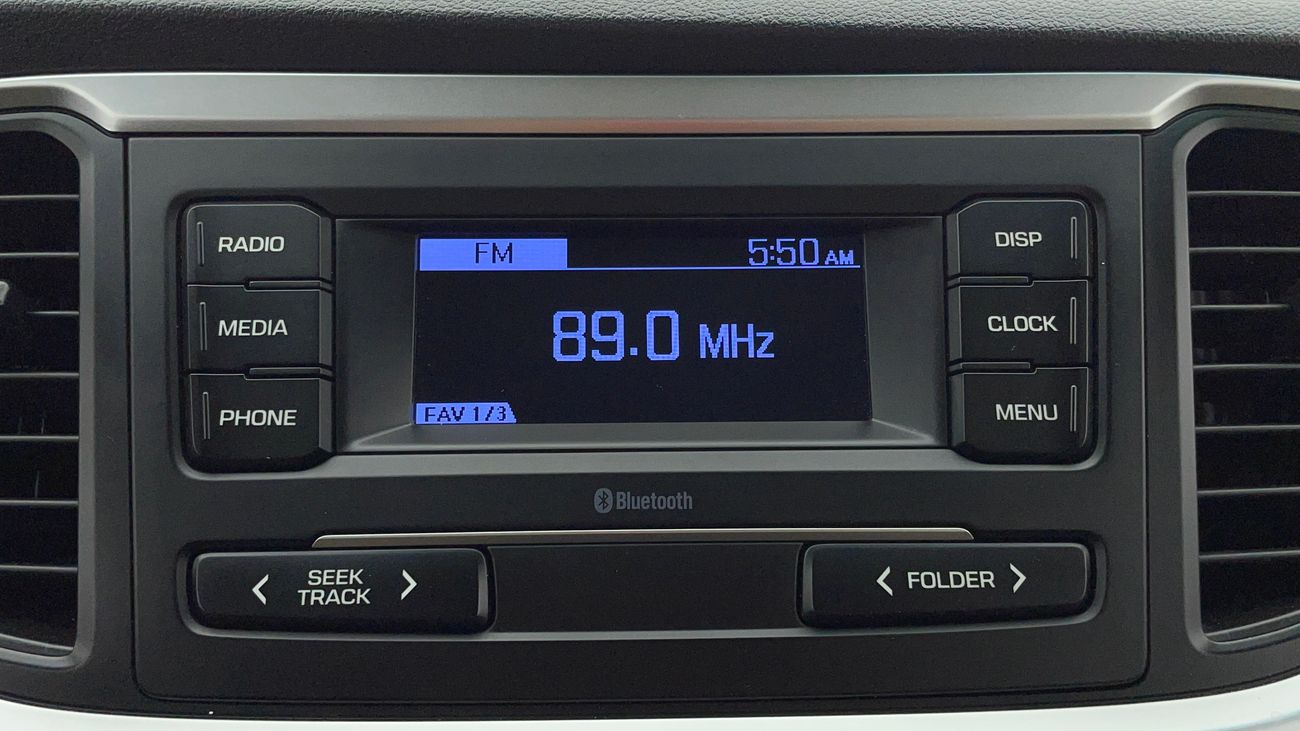 RADIO
MEDIA
PHONE
FM 5:50 AM
89.0 MHz
FAV 1/3
DISP
CLOCK
MENU
Bluetooth
< SEEK TRACK >
< FOLDER >